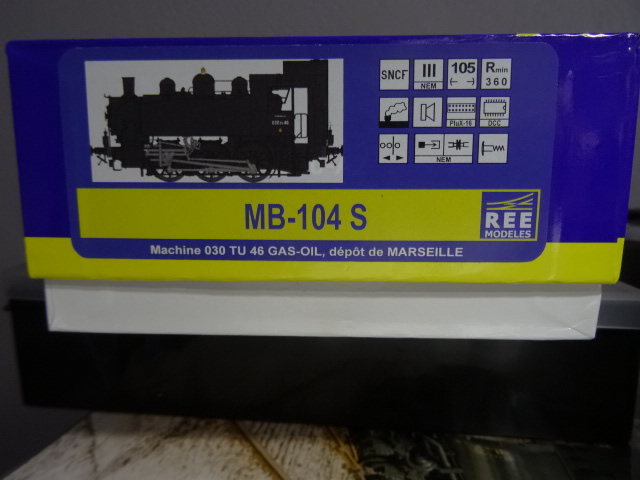 SNCF
III
NEM
105
Rmin
360
PluX-16
DCC
NEM
MB-104 S
REE
MODELES
Machine 030 TU 46 GAS-OIL, dépôt de MARSEILLE